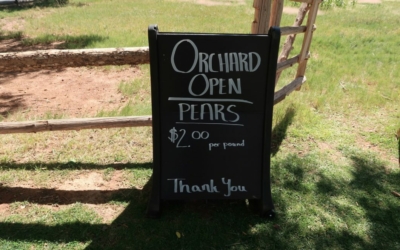 ORCHARD
OPEN
PEARS
$2.00 per pound
Thank You